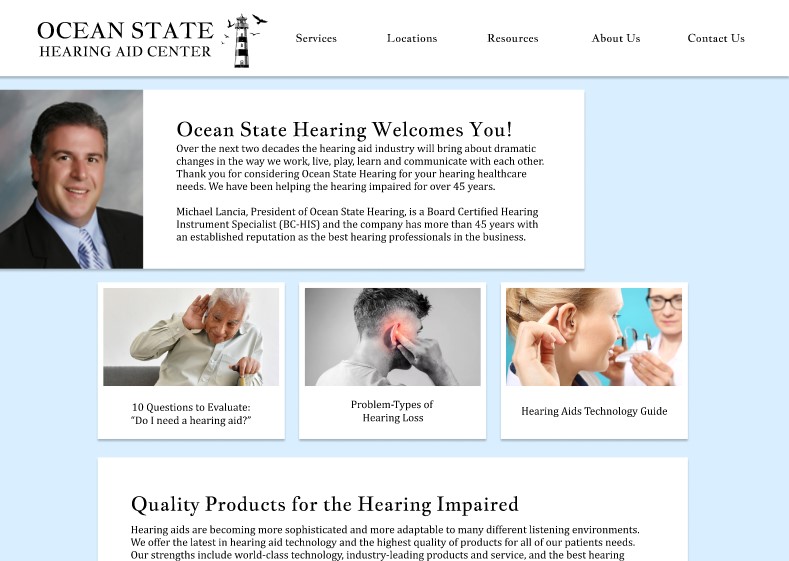 OCEAN STATE
HEARING AID CENTER
Services
Locations
Resources
About Us
Contact Us
Ocean State Hearing Welcomes You!
Over the next two decades the hearing aid industry will bring about dramatic
changes in the way we work, live, play, learn and communicate with each other.
Thank you for considering Ocean State Hearing for your hearing healthcare
needs. We have been helping the hearing impaired for over 45 years.
Michael Lancia, President of Ocean State Hearing, is a Board Certified Hearing
Instrument Specialist (BC-HIS) and the company has more than 45 years with
an established reputation as the best hearing professionals in the business.
10 Questions to Evaluate:
“Do I need a hearing aid?”
Problem-Types of
Hearing Loss
Hearing Aids Technology Guide
Quality Products for the Hearing Impaired
Hearing aids are becoming more sophisticated and more adaptable to many different listening environments.
We offer the latest in hearing aid technology and the highest quality of products for all of our patients needs.
Our strengths include world-class technology, industry-leading products and service, and the best hearing